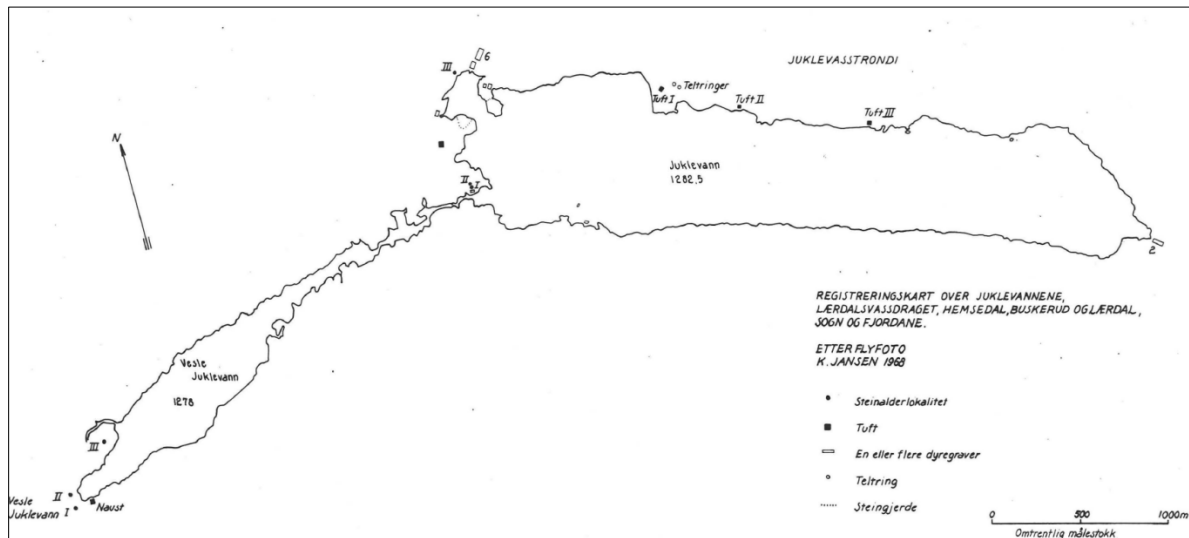 JUKLEVASSTRONDI
6
III
Teltringer
Tuft I
Tuft II
Tuft III
N
Juklevann
1282,5
II
I
2
REGISTRERINGSKART OVER JUKLEVANNENE,
LÆRDALSVASSDRAGET, HEMSEDAL, BUSKERUD OG LÆRDAL,
SOGN OG FJORDANE.
ETTER FLYFOTO
K. JANSEN 1968
Vesle
Juklevann
1278
III
II
Vesle
Juklevann I
Naust
Steinalderlokalitet
Tuft
En eller flere dyregraver
Teltring
Steingjerde
0 500 1000m
Omtrentlig målestokk